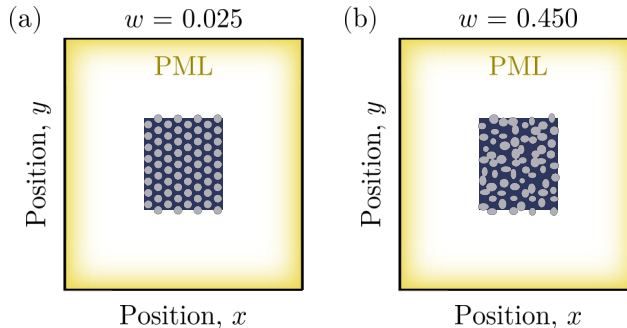 (a) w = 0.025
PML
Position, y
Position, x
(b) w = 0.450
PML
Position, y
Position, x